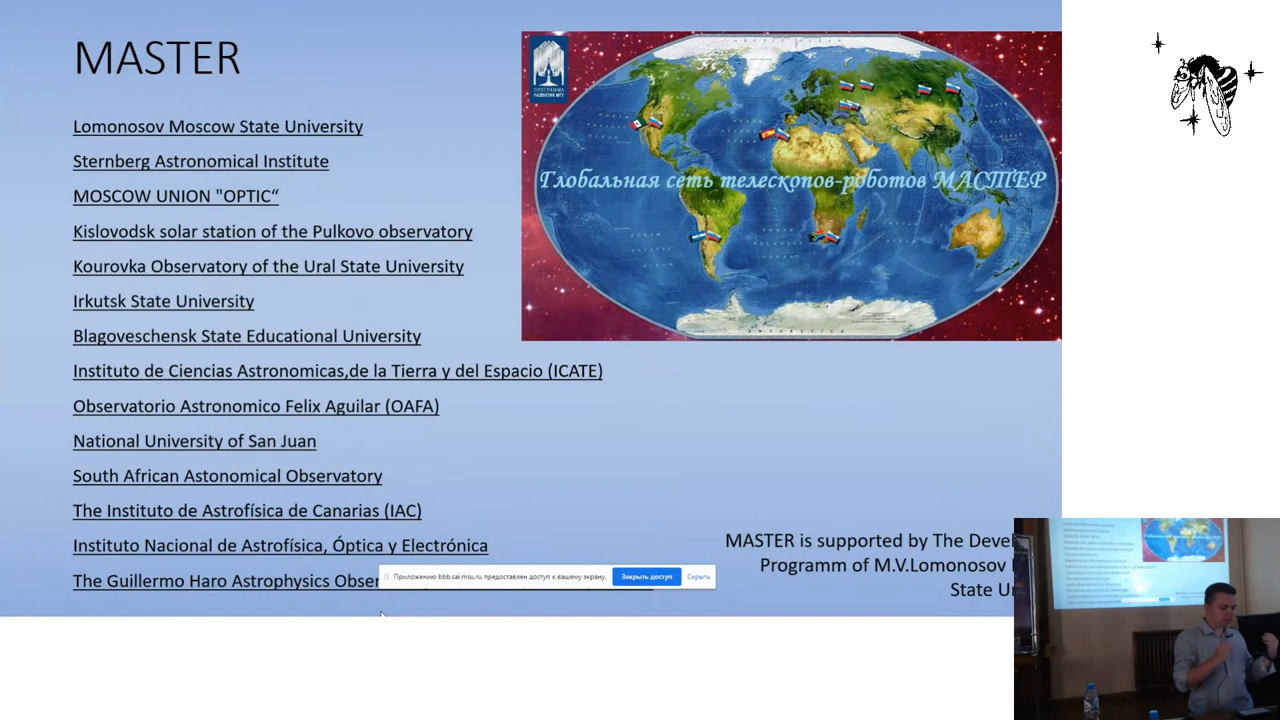 MASTER
Lomonosov Moscow State University
Sternberg Astronomical Institute
MOSCOW UNION "OPTIC“
Kislovodsk solar station of the Pulkovo observatory
Kourovka Observatory of the Ural State University
Irkutsk State University
Blagoveschensk State Educational University
Instituto de Ciencias Astronomicas,de la Tierra y del Espacio (ICATE)
Observatorio Astronomico Felix Aguilar (OAFA)
National University of San Juan
South African Astonomical Observatory
The Instituto de Astrofísica de Canarias (IAC)
Instituto Nacional de Astrofísica, Óptica y Electrónica
The Guillermo Haro Astrophysics Obser
ПРОГРАММА
РАЗВИТИЯ МГУ
Глобальная сеть телескопов-роботов МАСТЕР
MASTER is supported by The Deve
Programm of M.V.Lomonosov
State Un
Приложению bbb.sai.msu.ru предоставлен доступ к вашему экрану.
Закрыть доступ
Скрыть